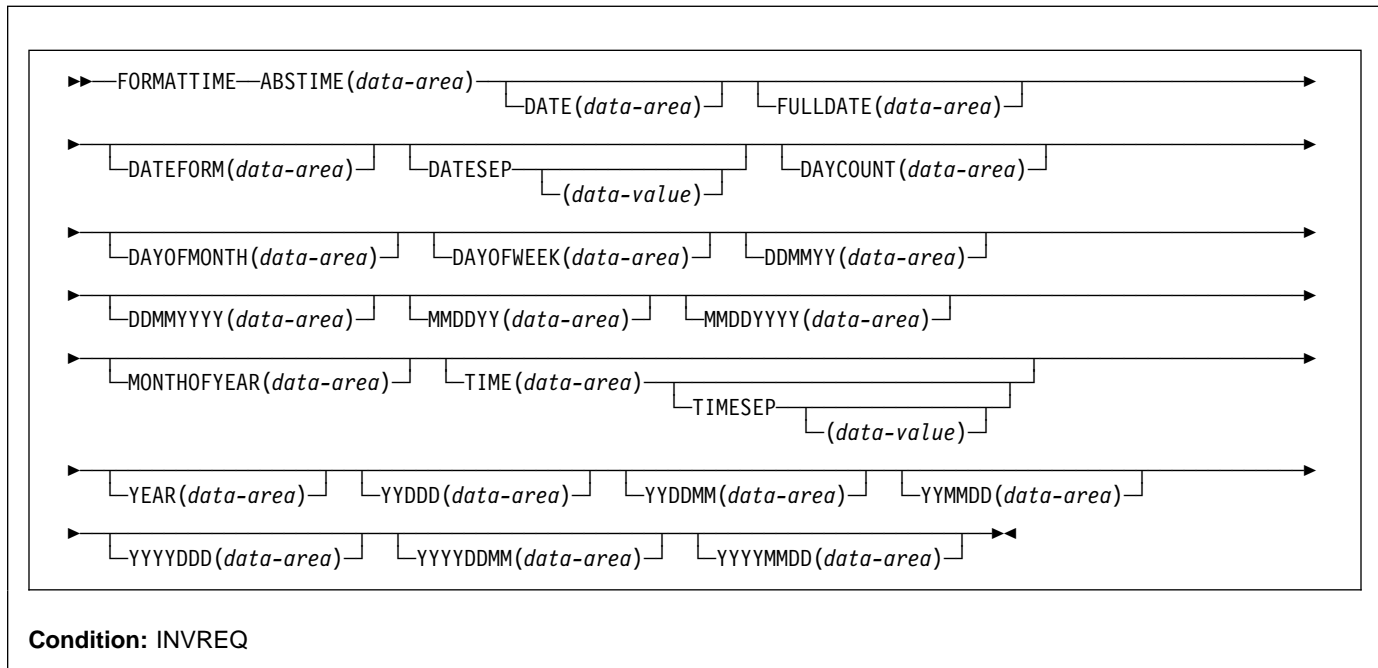 FORMATTIME ABSTIME(data-area)
DATE(data-area) FULLDATE(data-area)
DATEFORM(data-area) DATESEP DAYCOUNT(data-area)
(data-value)
DAYOFMONTH(data-area) DAYOFWEEK(data-area) DDMMYY(data-area)
DDMMYYYY(data-area) MMDDYY(data-area) MMDDYYYY(data-area)
MONTHOFYEAR(data-area) TIME(data-area)
TIMESEP
(data-value)
YEAR(data-area) YYDDD(data-area) YYDDMM(data-area) YYMMDD(data-area)
YYYYDDD(data-area) YYYYDDMM(data-area) YYYYMMDD(data-area)
Condition: INVREQ